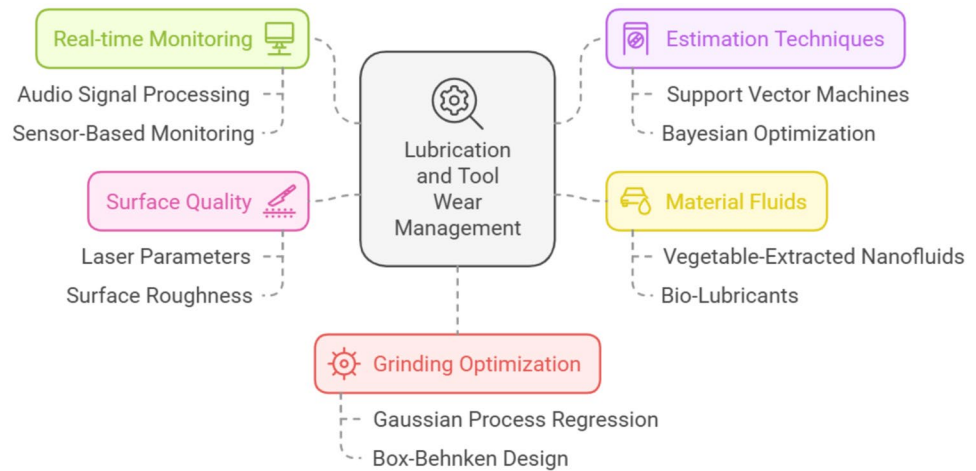 Real-time Monitoring
Audio Signal Processing
Sensor-Based Monitoring
Surface Quality
Laser Parameters
Surface Roughness
Lubrication
and Tool
Wear
Management
Estimation Techniques
Support Vector Machines
Bayesian Optimization
Material Fluids
Vegetable-Extracted Nanofluids
Bio-Lubricants
Grinding Optimization
Gaussian Process Regression
Box-Behnken Design